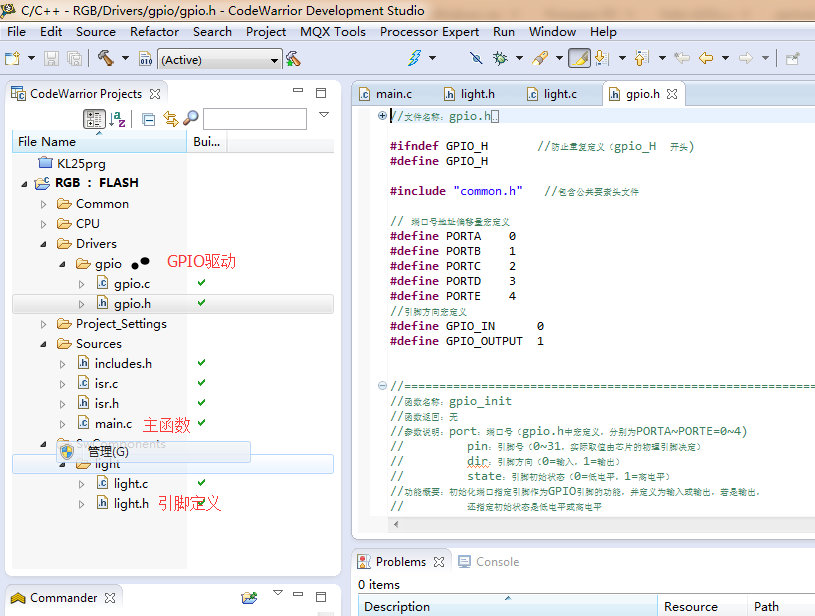 C/C++ - RGB/Drivers/gpio/gpio.h - CodeWarrior Development Studio
File Edit Source Refactor Search Project MQX Tools Processor Expert Run Window Help
010
(Active)
CodeWarrior Projects
File Name Bui...
KL25prg
RGB : FLASH
Common
CPU
Drivers
gpio GPIO驱动
gpio.c
gpio.h
Project_Settings
Sources
includes.h
isr.c
isr.h
main.c 主函数
管理(G)
light
light.c
light.h 引脚定义
Commander
main.c light.h light.c gpio.h
//文件名称：gpio.h
#ifndef GPIO_H //防止重复定义（gpio_H 开头)
#define GPIO_H
#include "common.h" //包含公共要素头文件
// 端口号地址偏移量宏定义
#define PORTA 0
#define PORTB 1
#define PORTC 2
#define PORTD 3
#define PORTE 4
//引脚方向宏定义
#define GPIO_IN 0
#define GPIO_OUTPUT 1
//=============================================================
//函数名称：gpio_init
//函数返回：无
//参数说明：port：端口号（gpio.h中宏定义，分别为PORTA~PORTE=0~4)
// pin：引脚号（0~31，实际取值由芯片的物理引脚决定）
// dir：引脚方向（0=输入，1=输出）
// state：引脚初始状态（0=低电平，1=高电平）
//功能概要：初始化端口指定引脚作为GPIO引脚的功能，并定义为输入或输出，若是输出，
// 还指定初始状态是低电平或高电平
Problems Console
0 items
Description Resource Path